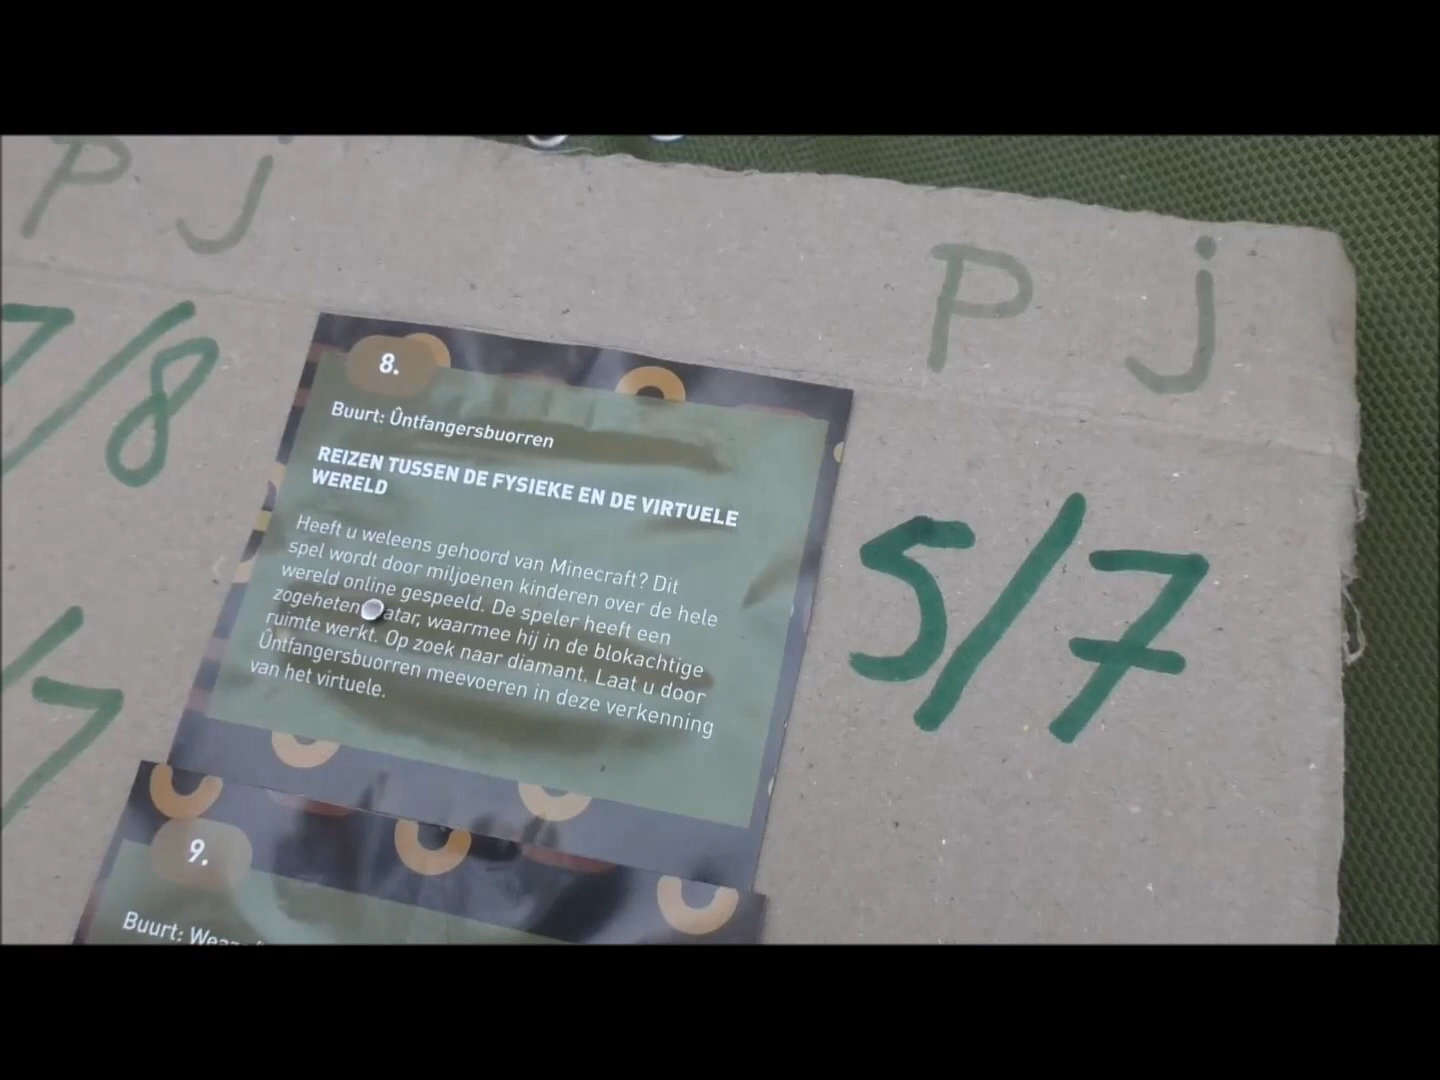 P j
P j
7/8
8.
Buurt: Ûntfangersbuorren
REIZEN TUSSEN DE FYSIEKE EN DE VIRTUELE
WERELD
Heeft u weleens gehoord van Minecraft? Dit
spel wordt door miljoenen kinderen over de hele
wereld online gespeeld. De speler heeft een
zogeheten atar, waarmee hij in de blokachtige
ruimte werkt. Op zoek naar diamant. Laat u door
Ûntfangersbuorren meevoeren in deze verkenning
van het virtuele.
5/7
/7
9.
Buurt: